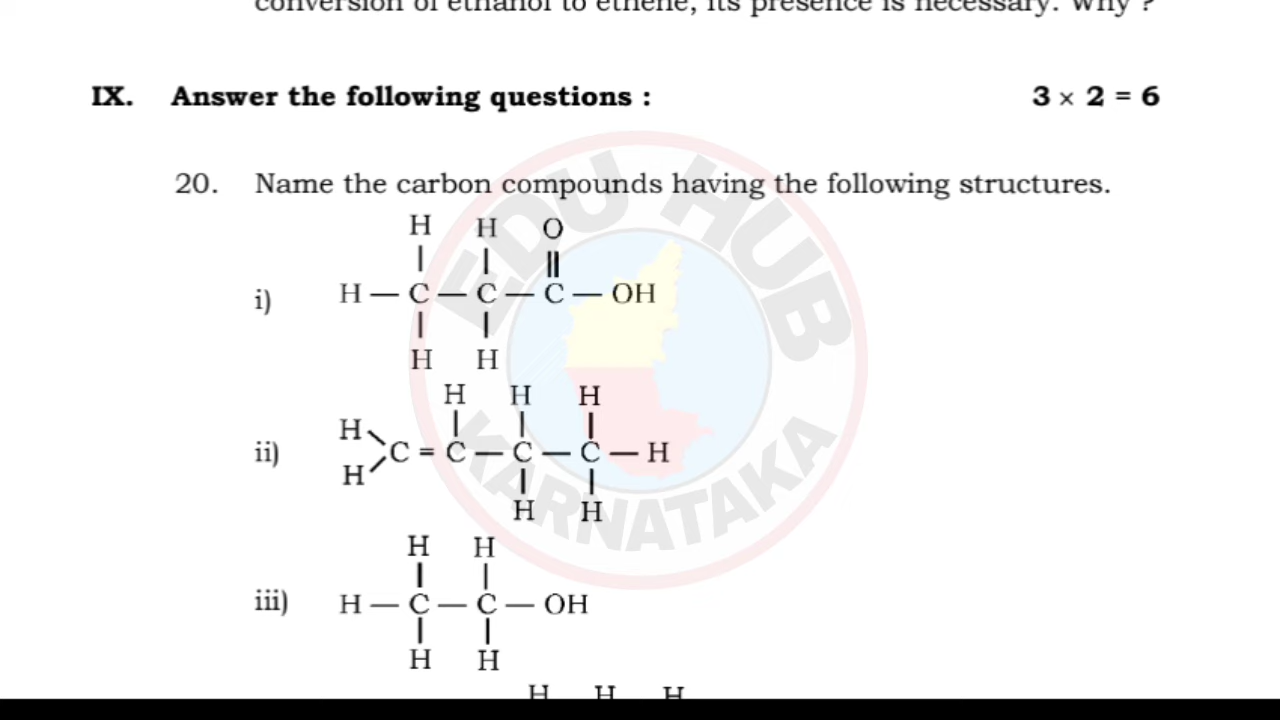 conversion of ethanol to ethene, its presence is necessary. Why ?
IX. Answer the following questions : 3 × 2 = 6
20. Name the carbon compounds having the following structures.
H H O
| | ||
i) H — C — C — C — OH
| |
H H
H H H
H | | |
ii) C = C — C — C — H
H | |
H H
H H
| |
iii) H — C — C — OH
| |
H H
H H H
EDU HUB
KARNATAKA